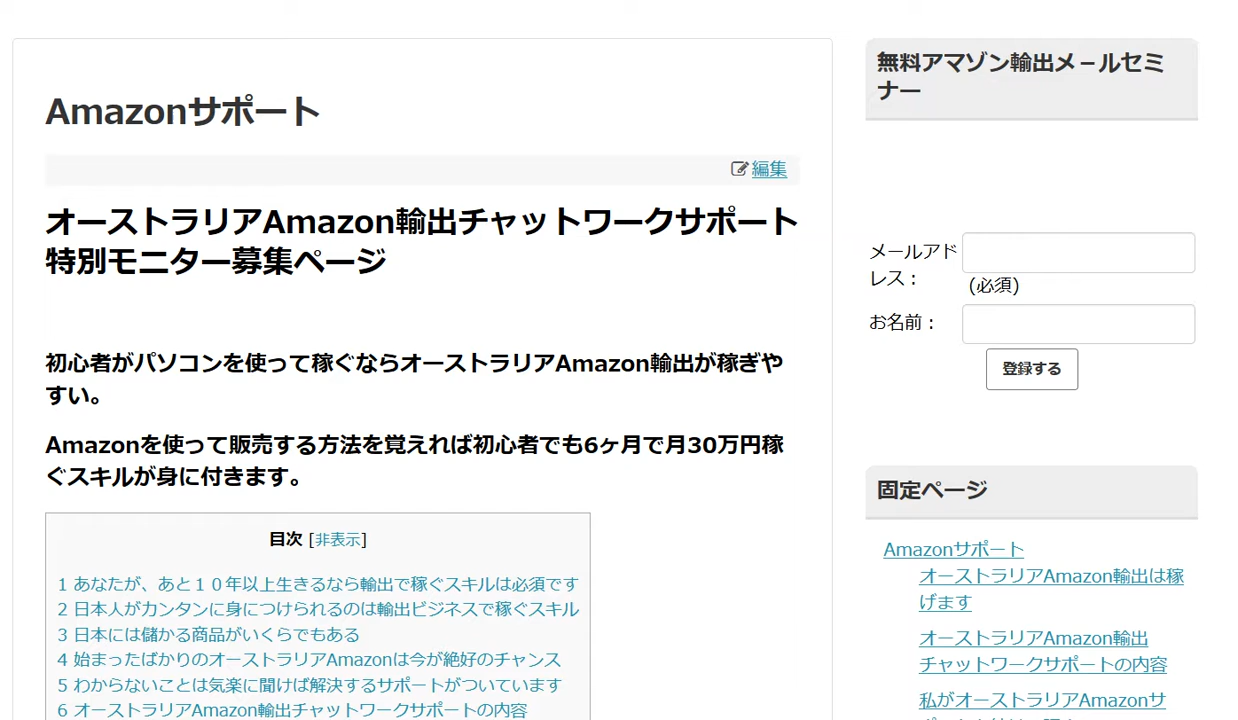 Amazonサポート
編集
オーストラリアAmazon輸出チャットワークサポート
特別モニター募集ページ
初心者がパソコンを使って稼ぐならオーストラリアAmazon輸出が稼ぎや
すい。
Amazonを使って販売する方法を覚えれば初心者でも6ヶ月で月30万円稼
ぐスキルが身に付きます。
目次 [非表示]
1 あなたが、あと１０年以上生きるなら輸出で稼ぐスキルは必須です
2 日本人がカンタンに身につけられるのは輸出ビジネスで稼ぐスキル
3 日本には儲かる商品がいくらでもある
4 始まったばかりのオーストラリアAmazonは今が絶好のチャンス
5 わからないことは気楽に聞けば解決するサポートがついています
6 オーストラリアAmazon輸出チャットワークサポートの内容
無料アマゾン輸出メールセミ
ナー
メールアド
レス：
(必須)
お名前：
登録する
固定ページ
Amazonサポート
オーストラリアAmazon輸出は稼
げます
オーストラリアAmazon輸出
チャットワークサポートの内容
私がオーストラリアAmazonサ